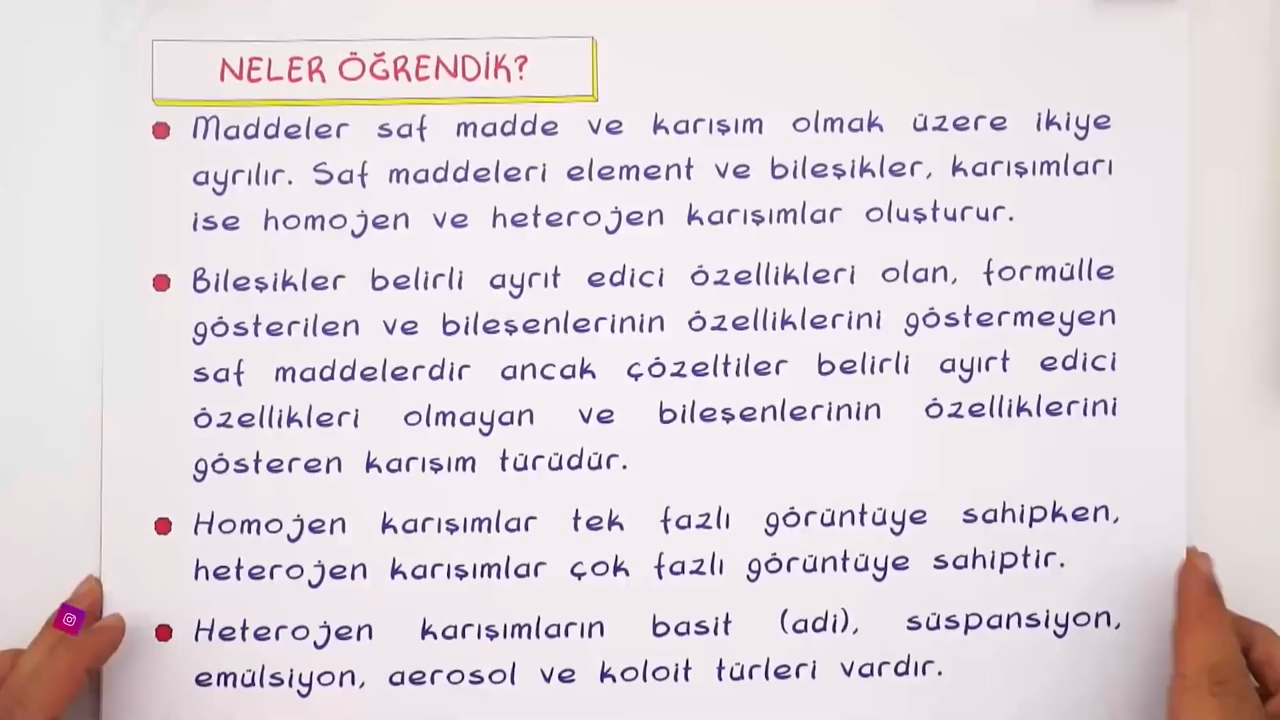 NELER ÖĞRENDİK?
Maddeler saf madde ve karışım olmak üzere ikiye
ayrılır. Saf maddeleri element ve bileşikler, karışımları
ise homojen ve heterojen karışımlar oluşturur.
Bileşikler belirli ayrıt edici özellikleri olan, formülle
gösterilen ve bileşenlerinin özelliklerini göstermeyen
saf maddelerdir ancak çözeltiler belirli ayırt edici
özellikleri olmayan ve bileşenlerinin özelliklerini
gösteren karışım türüdür.
Homojen karışımlar tek fazlı görüntüye sahipken,
heterojen karışımlar çok fazlı görüntüye sahiptir.
Heterojen karışımların basit (adi), süspansiyon,
emülsiyon, aerosol ve koloit türleri vardır.